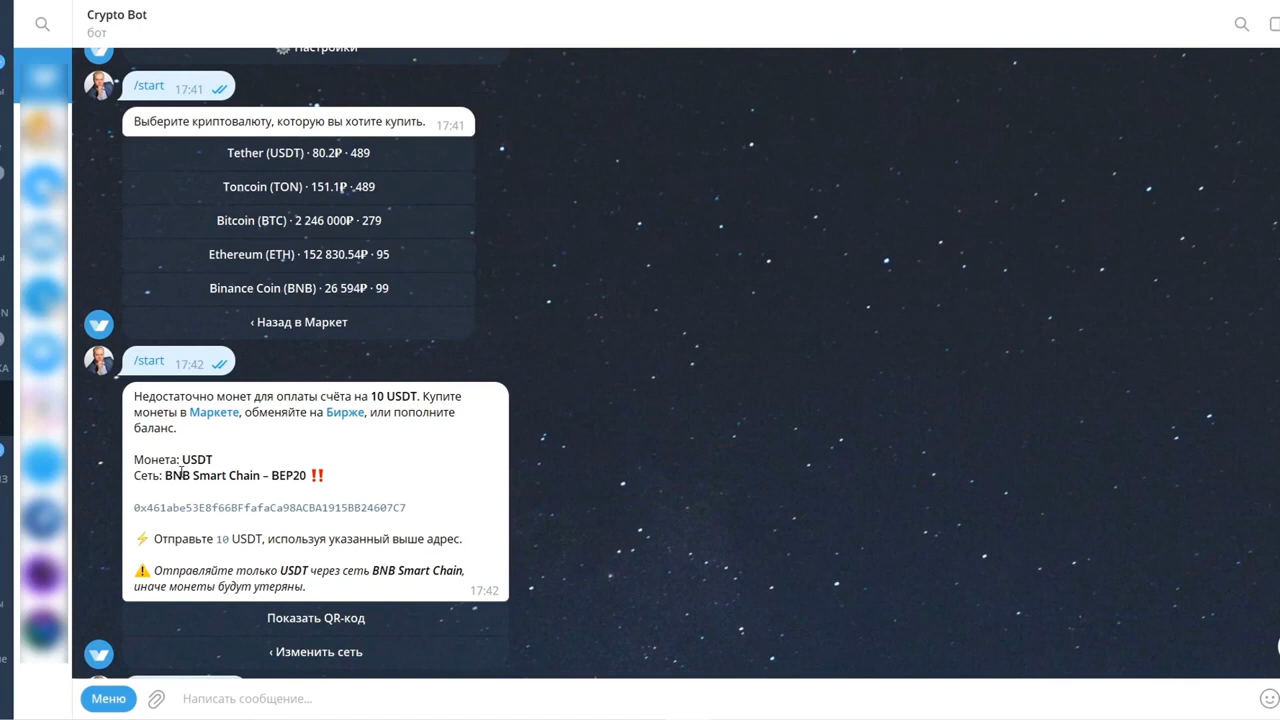 Crypto Bot
бот
Настройки
/start 17:41
Выберите криптовалюту, которую вы хотите купить. 17:41
Tether (USDT) · 80.2₽ · 489
Toncoin (TON) · 151.1₽ · 489
Bitcoin (BTC) · 2 246 000₽ · 279
Ethereum (ETH) · 152 830.54₽ · 95
Binance Coin (BNB) · 26 594₽ · 99
‹ Назад в Маркет
/start 17:42
Недостаточно монет для оплаты счёта на 10 USDT. Купите
монеты в Маркете, обменяйте на Бирже, или пополните
баланс.
Монета: USDT
Сеть: BNB Smart Chain – BEP20 ‼️
0x461abe53E8f66BFfafaCa98ACBA1915BB24607C7
⚡ Отправьте 10 USDT, используя указанный выше адрес.
⚠️ Отправляйте только USDT через сеть BNB Smart Chain,
иначе монеты будут утеряны. 17:42
Показать QR-код
‹ Изменить сеть
Меню
Написать сообщение...